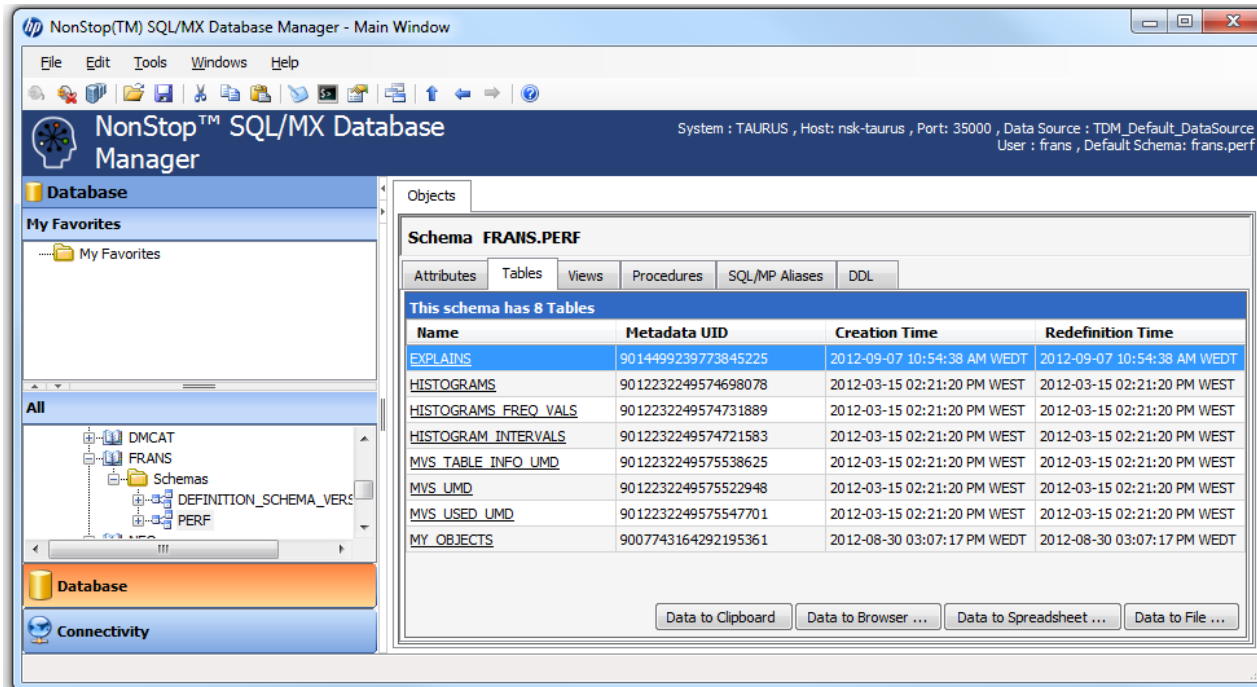 hp NonStop(TM) SQL/MX Database Manager - Main Window
File Edit Tools Windows Help
NonStop™ SQL/MX Database
Manager
System : TAURUS , Host: nsk-taurus , Port: 35000 , Data Source : TDM_Default_DataSource
User : frans , Default Schema: frans.perf
Database
My Favorites
My Favorites
All
DMCAT
FRANS
Schemas
DEFINITION_SCHEMA_VERS
PERF
Database
Connectivity
Objects
Schema FRANS.PERF
Attributes Tables Views Procedures SQL/MP Aliases DDL
This schema has 8 Tables
Name Metadata UID Creation Time Redefinition Time
EXPLAINS 9014499239773845225 2012-09-07 10:54:38 AM WEDT 2012-09-07 10:54:38 AM WEDT
HISTOGRAMS 9012232249574698078 2012-03-15 02:21:20 PM WEST 2012-03-15 02:21:20 PM WEST
HISTOGRAMS_FREQ_VALS 9012232249574731889 2012-03-15 02:21:20 PM WEST 2012-03-15 02:21:20 PM WEST
HISTOGRAM_INTERVALS 9012232249574721583 2012-03-15 02:21:20 PM WEST 2012-03-15 02:21:20 PM WEST
MVS_TABLE_INFO_UMD 9012232249575538625 2012-03-15 02:21:20 PM WEST 2012-03-15 02:21:20 PM WEST
MVS_UMD 9012232249575522948 2012-03-15 02:21:20 PM WEST 2012-03-15 02:21:20 PM WEST
MVS_USED_UMD 9012232249575547701 2012-03-15 02:21:20 PM WEST 2012-03-15 02:21:20 PM WEST
MY_OBJECTS 9007743164292195361 2012-08-30 03:07:17 PM WEDT 2012-08-30 03:07:17 PM WEDT
Data to Clipboard Data to Browser ... Data to Spreadsheet ... Data to File ...